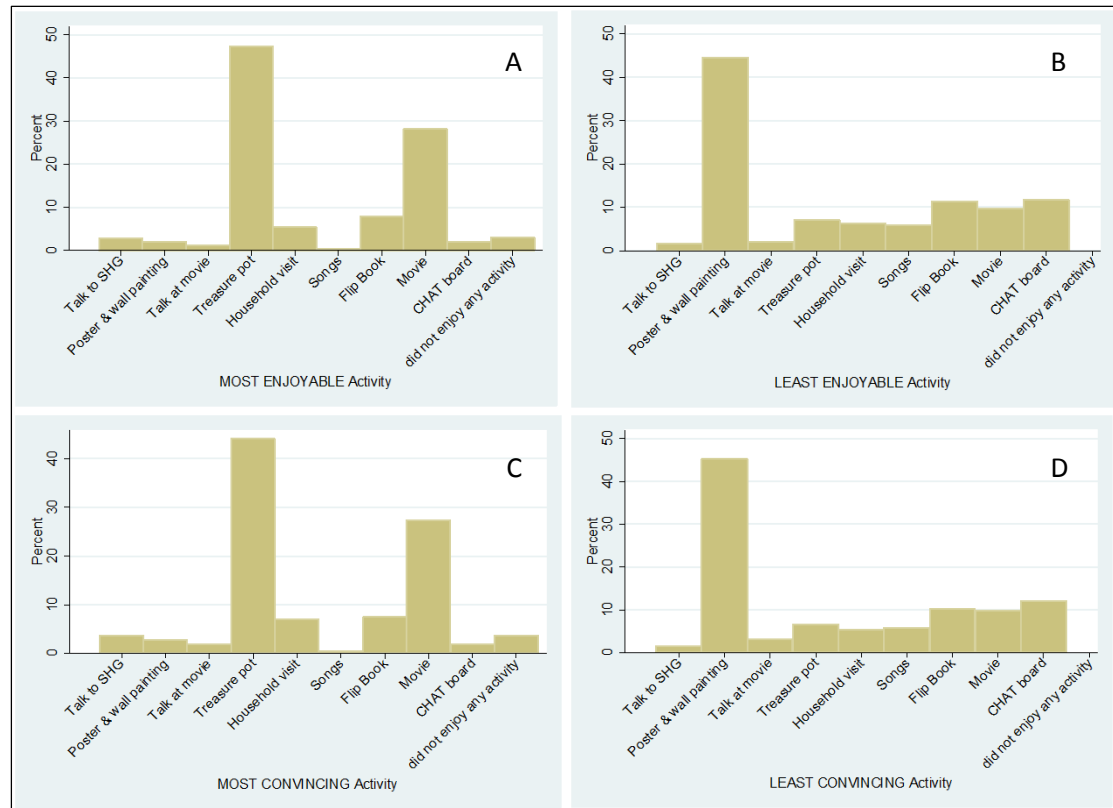 A
Percent
50
40
30
20
10
0
Talk to SHG
Poster & wall painting
Talk at movie
Treasure pot
Household visit
Songs
Flip Book
Movie
CHAT board
did not enjoy any activity
MOST ENJOYABLE Activity
B
Percent
50
40
30
20
10
0
Talk to SHG
Poster & wall painting
Talk at movie
Treasure pot
Household visit
Songs
Flip Book
Movie
CHAT board
did not enjoy any activity
LEAST ENJOYABLE Activity
C
Percent
40
30
20
10
0
Talk to SHG
Poster & wall painting
Talk at movie
Treasure pot
Household visit
Songs
Flip Book
Movie
CHAT board
did not enjoy any activity
MOST CONVINCING Activity
D
Percent
50
40
30
20
10
0
Talk to SHG
Poster & wall painting
Talk at movie
Treasure pot
Household visit
Songs
Flip Book
Movie
CHAT board
did not enjoy any activity
LEAST CONVINCING Activity